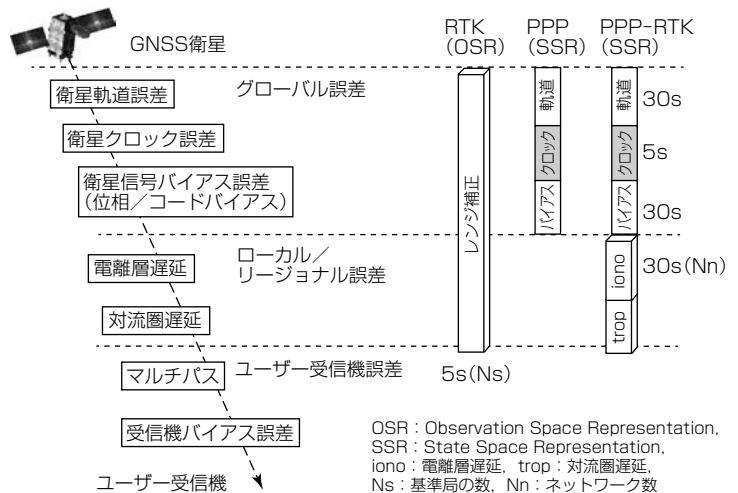 GNSS衛星
RTK
(OSR)
PPP
(SSR)
PPP-RTK
(SSR)
衛星軌道誤差
グローバル誤差
衛星クロック誤差
衛星信号バイアス誤差
(位相／コードバイアス)
レンジ補正
軌道
クロック
バイアス
軌道
クロック
バイアス
30s
5s
30s
ローカル／
リージョナル誤差
電離層遅延
対流圏遅延
iono
trop
30s(Nn)
マルチパス
ユーザー受信機誤差
5s(Ns)
受信機バイアス誤差
ユーザー受信機
OSR：Observation Space Representation,
SSR：State Space Representation,
iono：電離層遅延, trop：対流圏遅延,
Ns：基準局の数, Nn：ネットワーク数